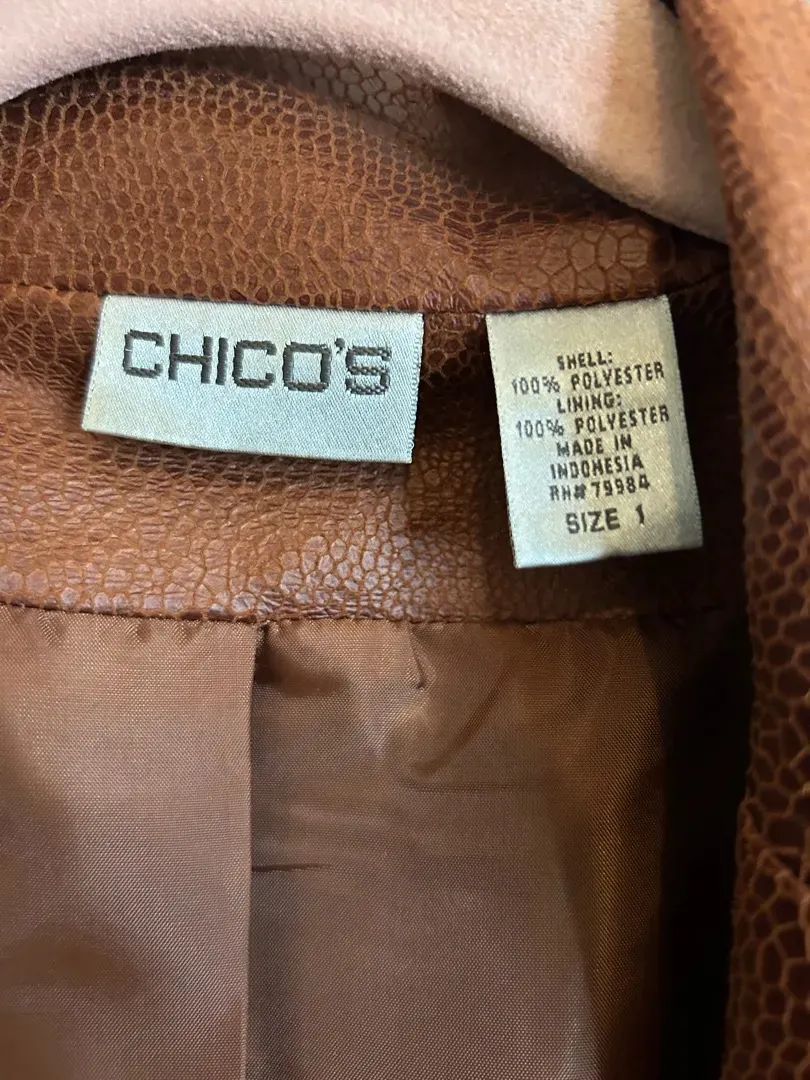 CHICO'S
SHELL:
100% POLYESTER
LINING:
100% POLYESTER
MADE IN
INDONESIA
RN# 79984
SIZE 1